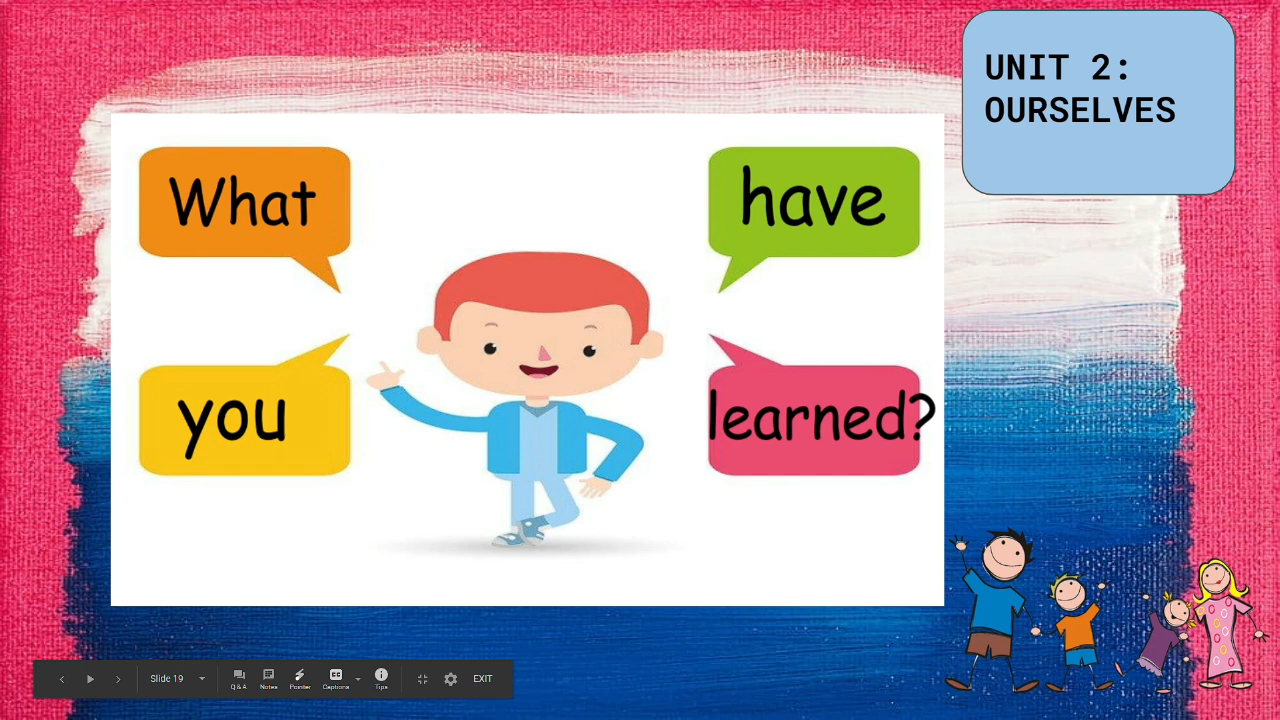 UNIT 2:
OURSELVES
What
have
you
learned?
Slide 19
Q&A
Notes
Pointer
Captions
Tips
EXIT